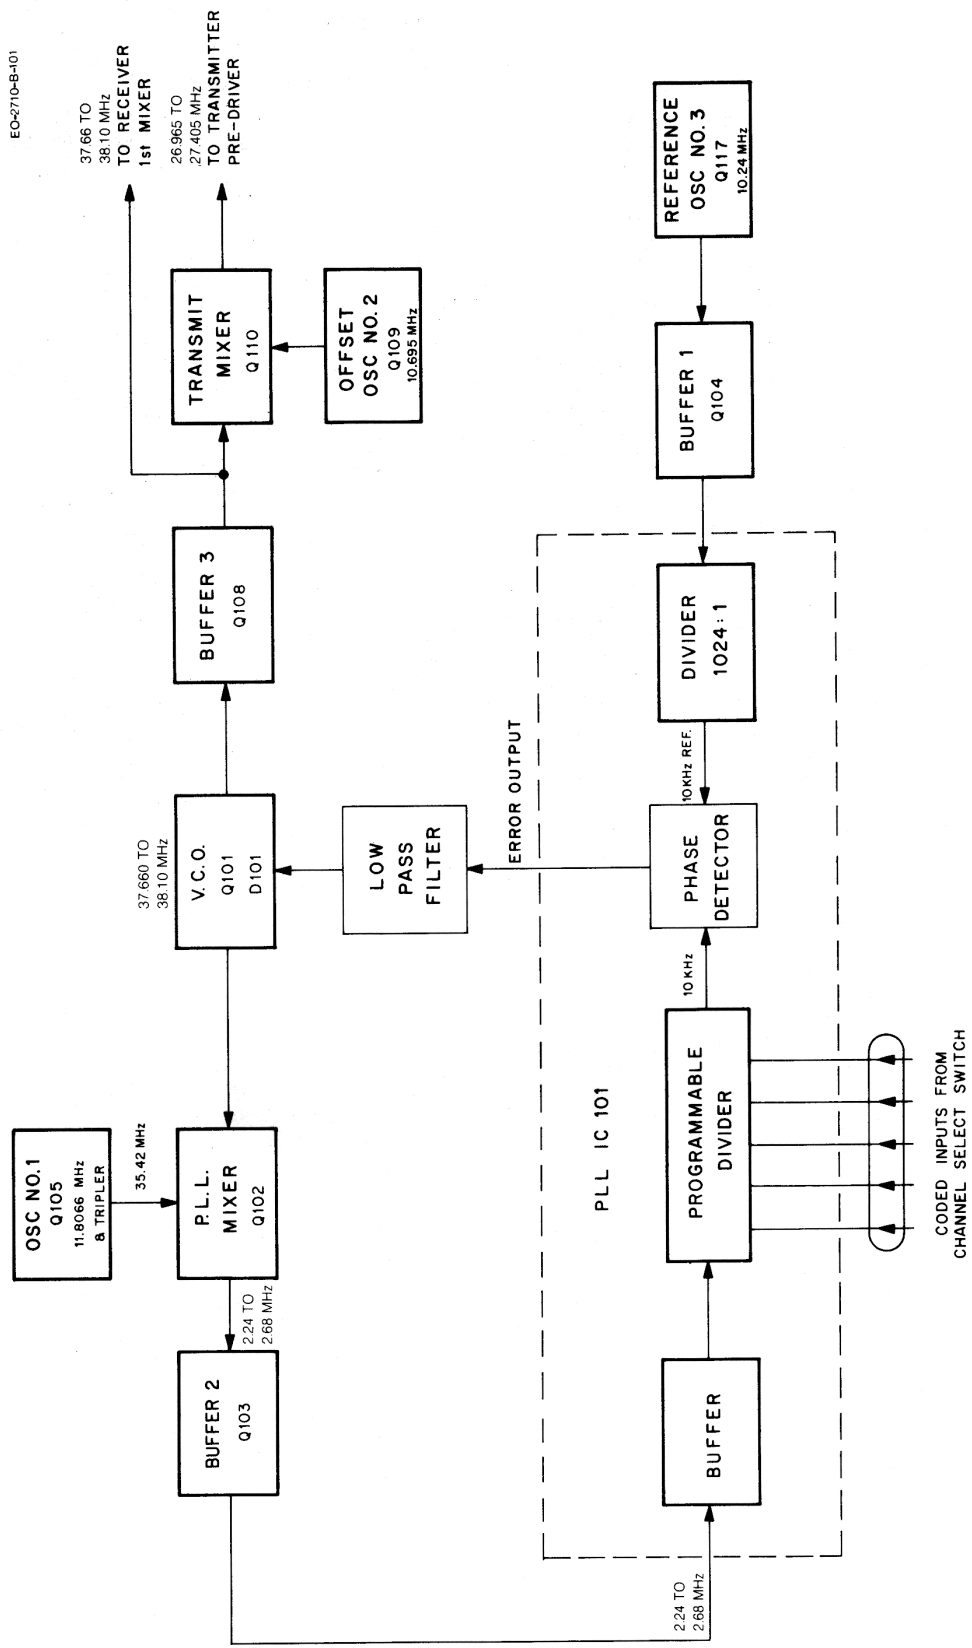 EO-2710-B-101
37.66 TO
38.10 MHz
TO RECEIVER
1st MIXER
26.965 TO
27.405 MHz
TO TRANSMITTER
PRE-DRIVER
OSC NO.1
Q105
11.8066 MHz
& TRIPLER
35.42 MHz
BUFFER 2
Q103
2.24 TO
2.68 MHz
P.L.L.
MIXER
Q102
37.660 TO
38.10 MHz
V.C.O.
Q101
D101
BUFFER 3
Q108
TRANSMIT
MIXER
Q110
OFFSET
OSC NO. 2
Q109
10.695 MHz
LOW
PASS
FILTER
ERROR OUTPUT
PLL IC 101
2.24 TO
2.68 MHz
BUFFER
PROGRAMMABLE
DIVIDER
10 KHz
PHASE
DETECTOR
10KHz REF.
DIVIDER
1024:1
BUFFER 1
Q104
REFERENCE
OSC NO. 3
Q117
10.24 MHz
CODED INPUTS FROM
CHANNEL SELECT SWITCH